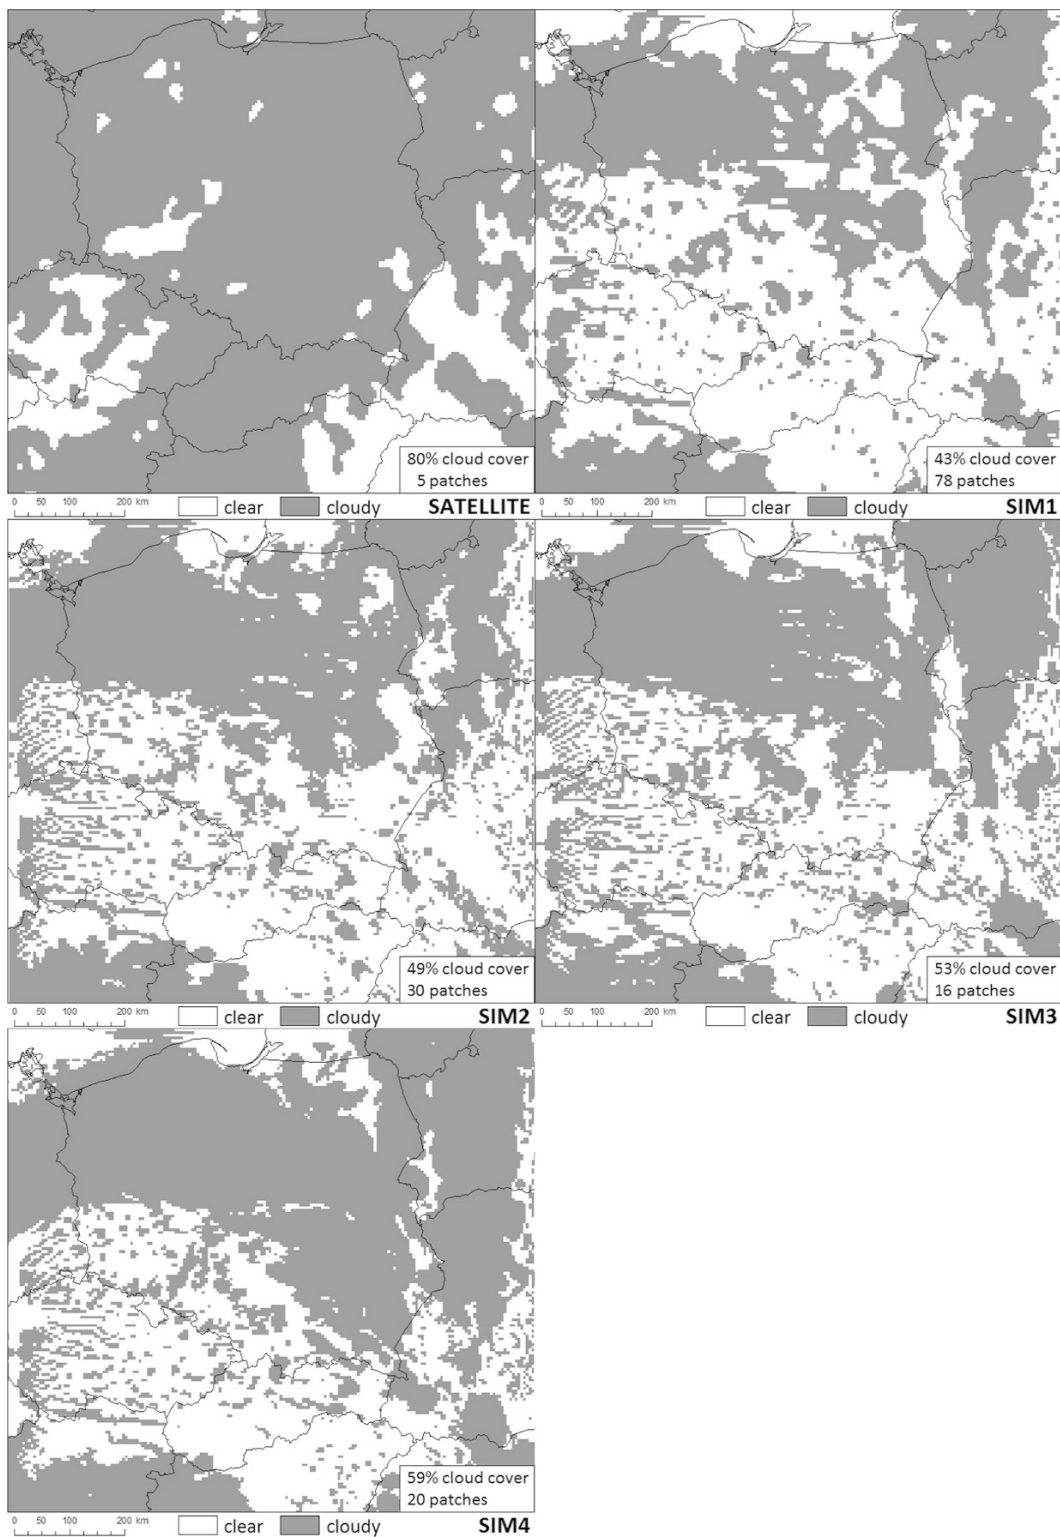 80% cloud cover
5 patches
0 50 100 200 km clear cloudy SATELLITE
43% cloud cover
78 patches
0 50 100 200 km clear cloudy SIM1
49% cloud cover
30 patches
0 50 100 200 km clear cloudy SIM2
53% cloud cover
16 patches
0 50 100 200 km clear cloudy SIM3
59% cloud cover
20 patches
0 50 100 200 km clear cloudy SIM4